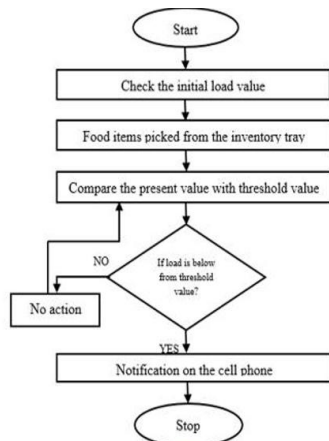 Start
Check the initial load value
Food items picked from the inventory tray
Compare the present value with threshold value
If load is below
from threshold
value?
NO
No action
YES
Notification on the cell phone
Stop